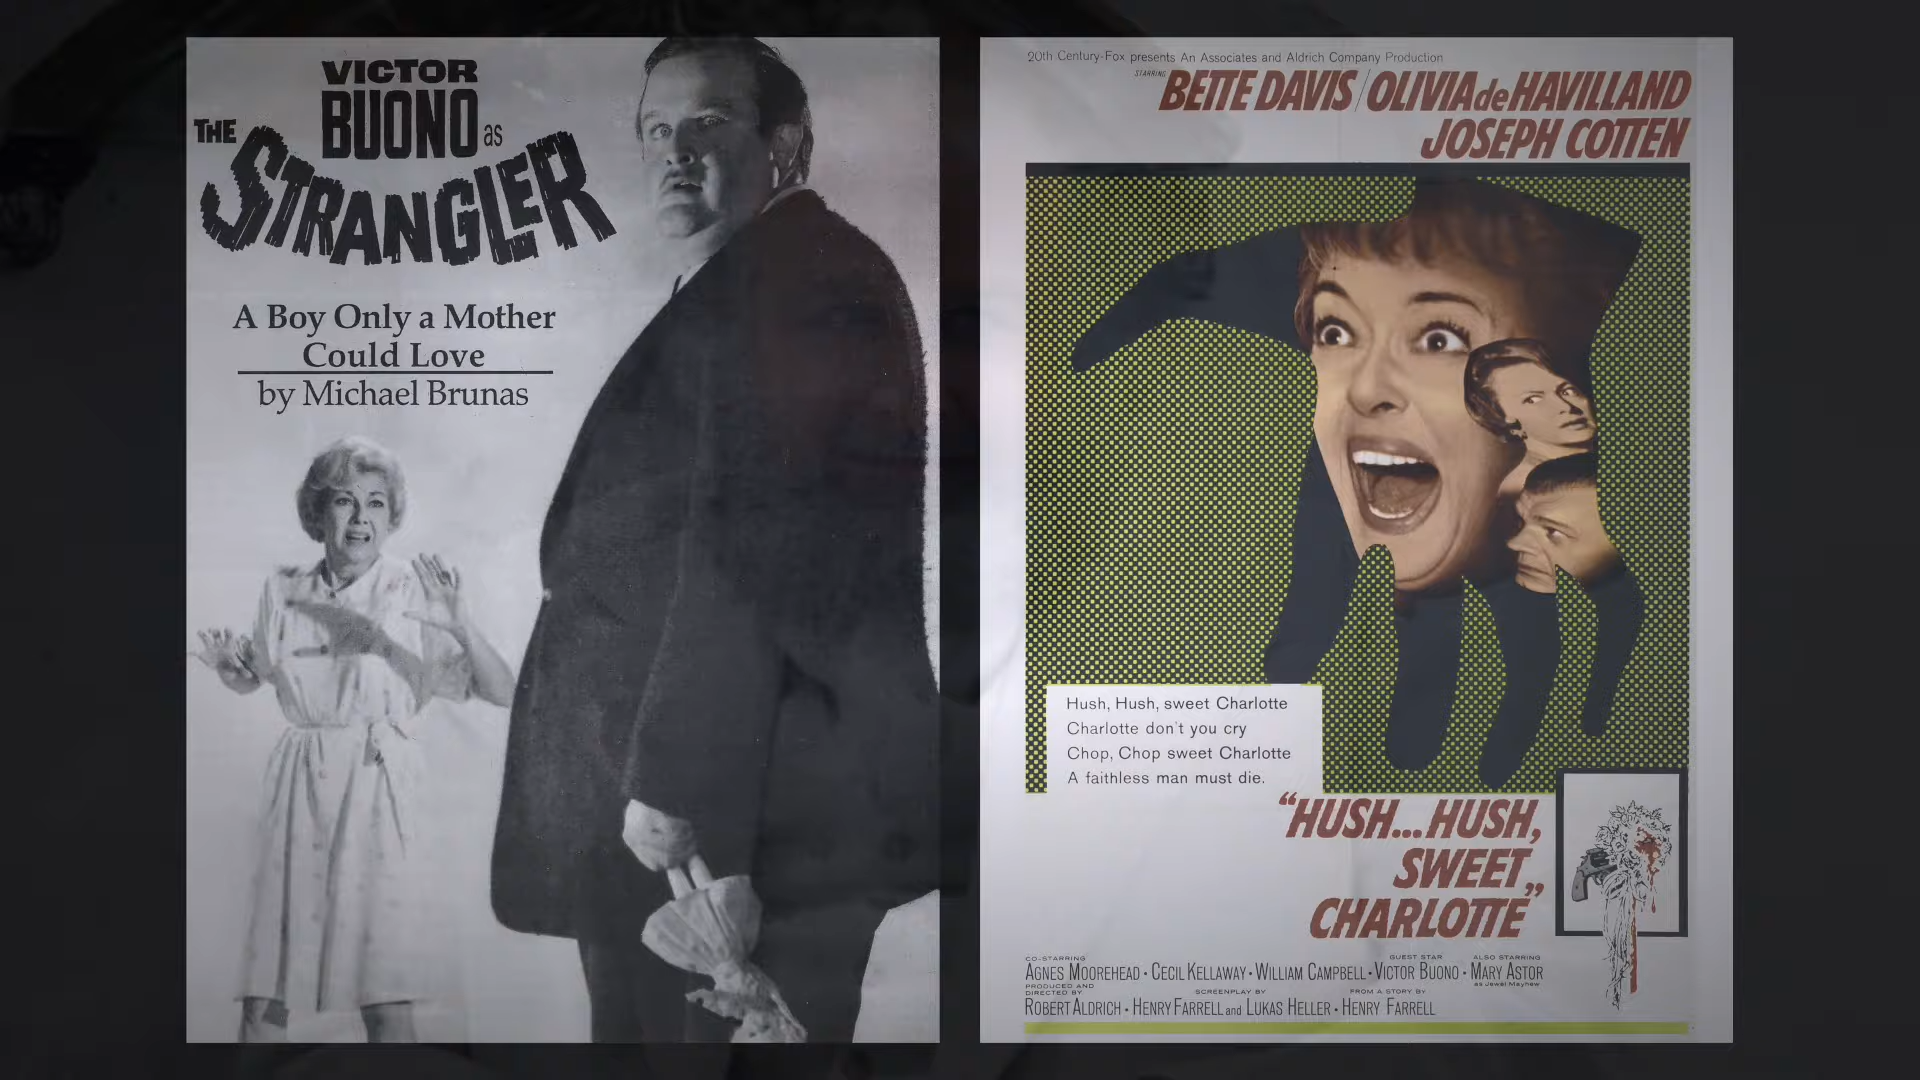 VICTOR
BUONO as
THE
STRANGLER
A Boy Only a Mother
Could Love
by Michael Brunas
20th Century-Fox presents An Associates and Aldrich Company Production
STARRING BETTE DAVIS / OLIVIA de HAVILLAND
JOSEPH COTTEN
Hush, Hush, sweet Charlotte
Charlotte don't you cry
Chop, Chop sweet Charlotte
A faithless man must die.
“HUSH...HUSH,
SWEET
CHARLOTTE”
CO-STARRING GUEST STAR ALSO STARRING
AGNES MOOREHEAD • CECIL KELLAWAY • WILLIAM CAMPBELL • VICTOR BUONO • MARY ASTOR
as Jewel Mayhew
PRODUCED AND
DIRECTED BY SCREENPLAY BY FROM A STORY BY
ROBERT ALDRICH • HENRY FARRELL and LUKAS HELLER • HENRY FARRELL